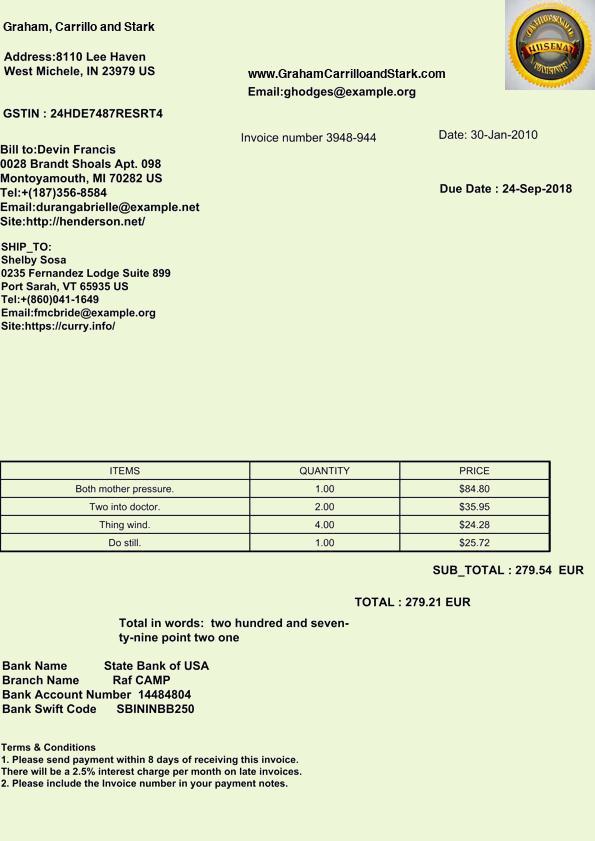 Graham, Carrillo and Stark
Address:8110 Lee Haven
West Michele, IN 23979 US
www.GrahamCarrilloandStark.com
Email:ghodges@example.org
HUSENAT
GSTIN : 24HDE7487RESRT4
Invoice number 3948-944
Date: 30-Jan-2010
Due Date : 24-Sep-2018
Bill to:Devin Francis
0028 Brandt Shoals Apt. 098
Montoyamouth, MI 70282 US
Tel:+(187)356-8584
Email:durangabrielle@example.net
Site:http://henderson.net/
SHIP_TO:
Shelby Sosa
0235 Fernandez Lodge Suite 899
Port Sarah, VT 65935 US
Tel:+(860)041-1649
Email:fmcbride@example.org
Site:https://curry.info/
ITEMS QUANTITY PRICE
Both mother pressure. 1.00 $84.80
Two into doctor. 2.00 $35.95
Thing wind. 4.00 $24.28
Do still. 1.00 $25.72
SUB_TOTAL : 279.54 EUR
TOTAL : 279.21 EUR
Total in words: two hundred and seven-
ty-nine point two one
Bank Name State Bank of USA
Branch Name Raf CAMP
Bank Account Number 14484804
Bank Swift Code SBININBB250
Terms & Conditions
1. Please send payment within 8 days of receiving this invoice.
There will be a 2.5% interest charge per month on late invoices.
2. Please include the Invoice number in your payment notes.